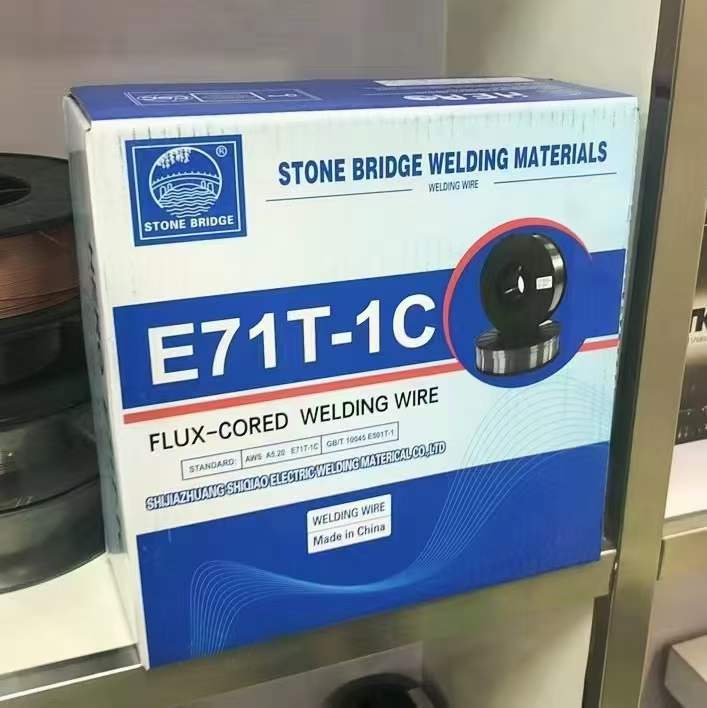 STONE BRIDGE
®
STONE BRIDGE WELDING MATERIALS
WELDING WIRE
E71T-1C
FLUX-CORED WELDING WIRE
STANDARD: AWS A5.20 E71T-1C GB/T 10045 E501T-1
SHIJIAZHUANG SHIQIAO ELECTRIC WELDING MATERICAL CO.,LTD
WELDING WIRE
Made in China